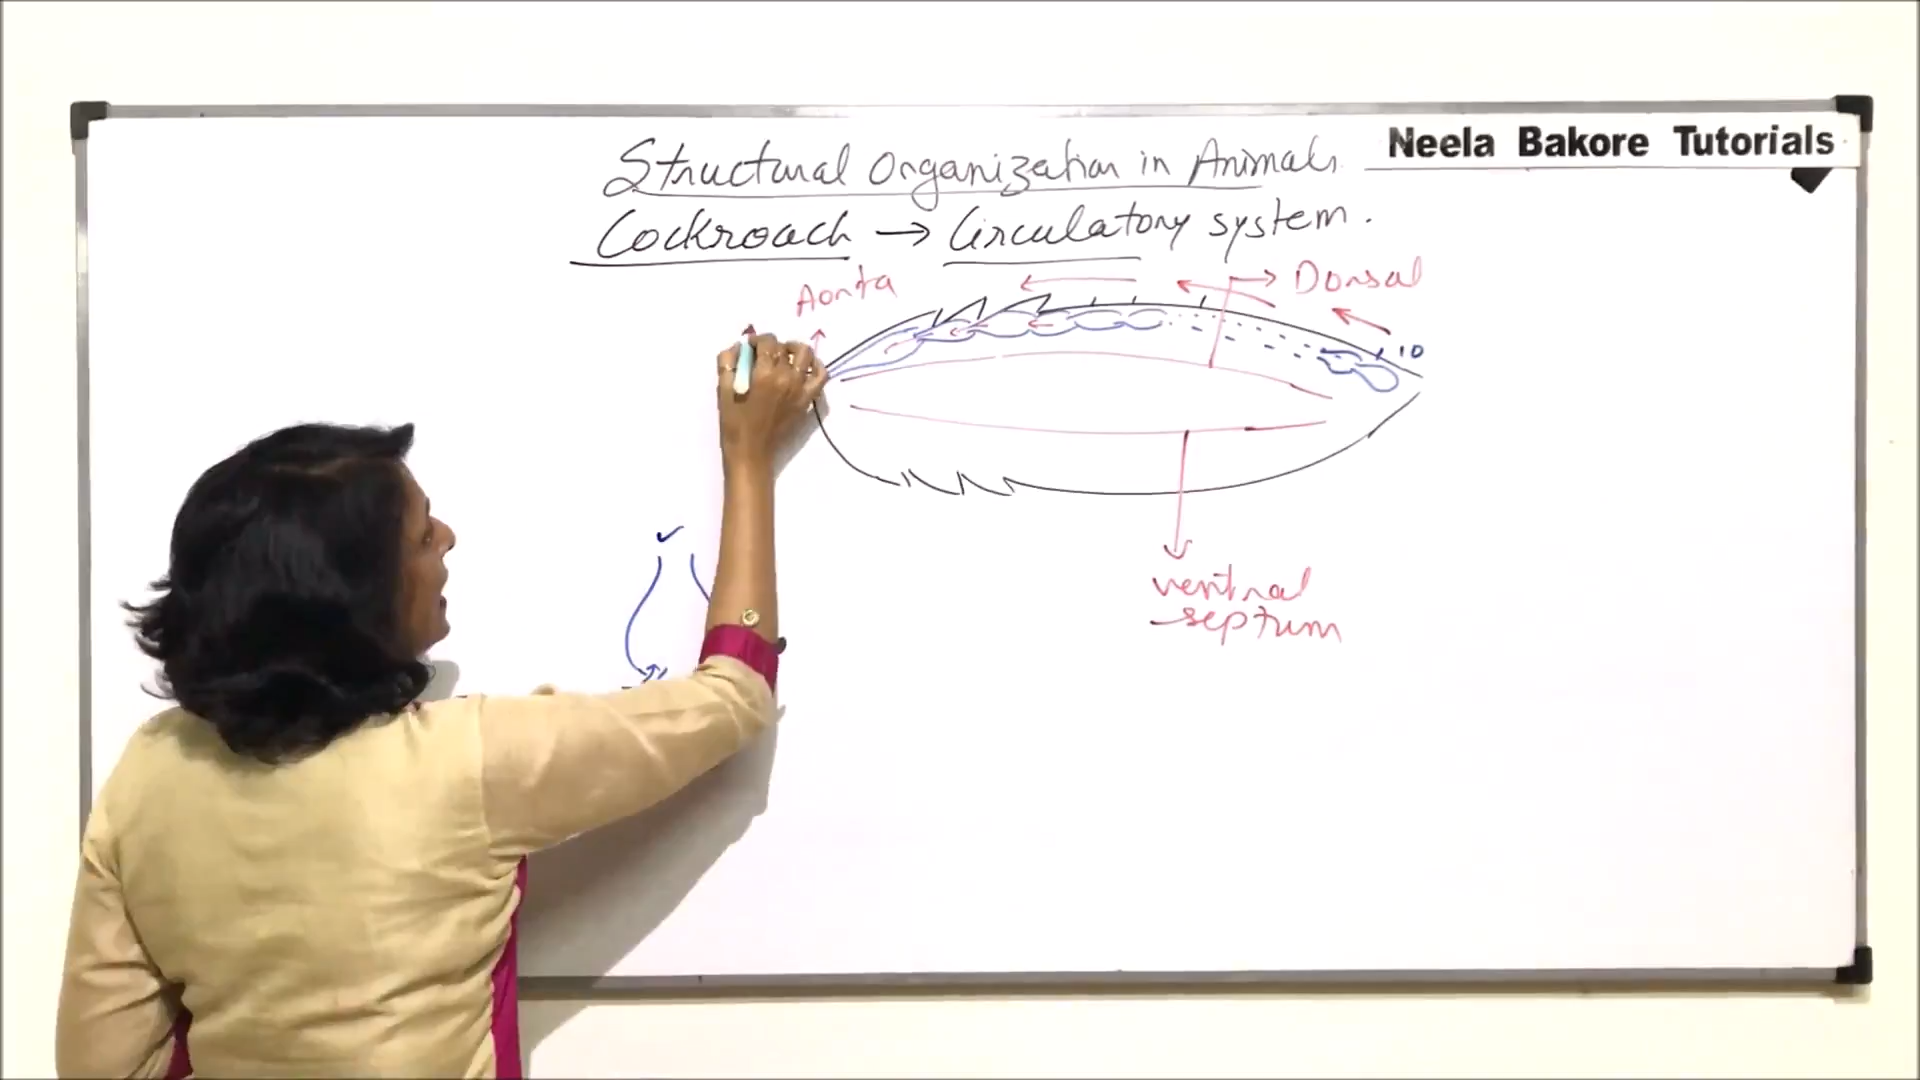 Neela Bakore Tutorials
Structural Organization in Animals.
Cockroach → Circulatory system.
Aorta
Dorsal
10
ventral
septum